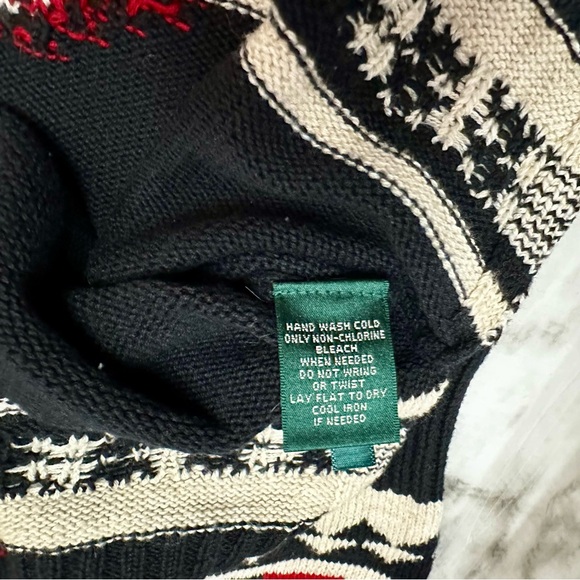 HAND WASH COLD
ONLY NON-CHLORINE
BLEACH
WHEN NEEDED
DO NOT WRING
OR TWIST
LAY FLAT TO DRY
COOL IRON
IF NEEDED